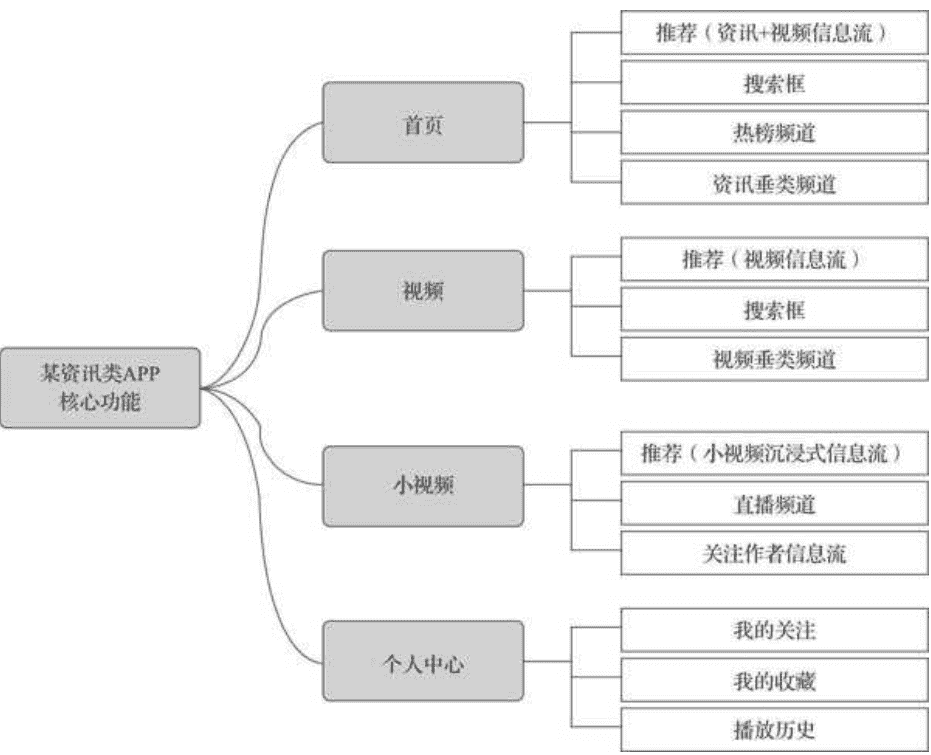 某资讯类APP
核心功能
首页
推荐（资讯+视频信息流）
搜索框
热榜频道
资讯垂类频道
视频
推荐（视频信息流）
搜索框
视频垂类频道
小视频
推荐（小视频沉浸式信息流）
直播频道
关注作者信息流
个人中心
我的关注
我的收藏
播放历史